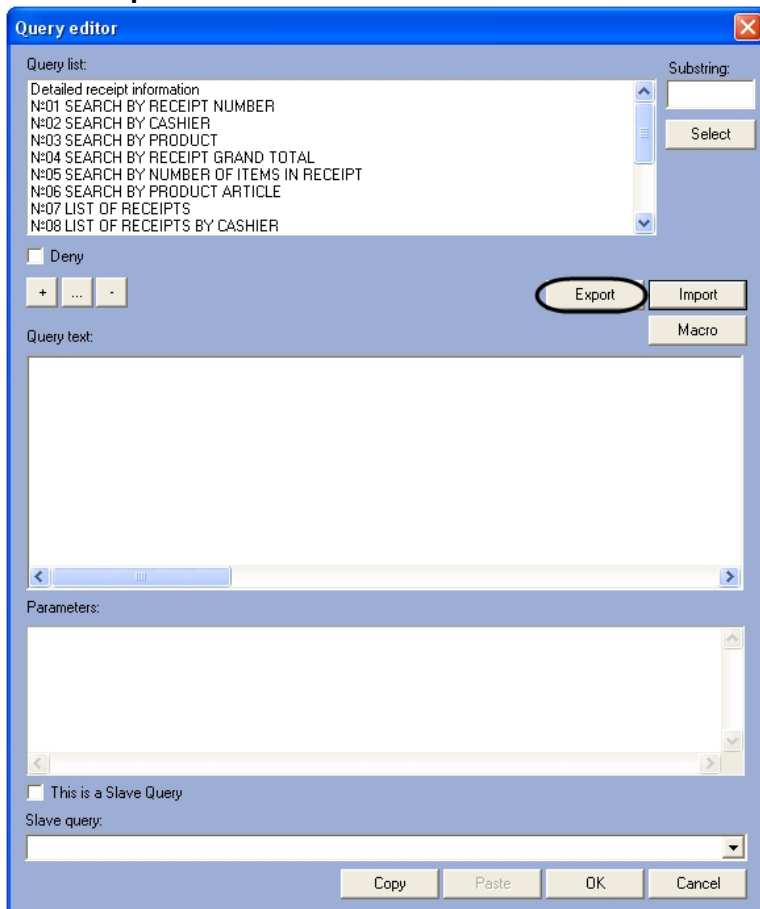 Query editor
Query list:
Substring:
Detailed receipt information
№01 SEARCH BY RECEIPT NUMBER
№02 SEARCH BY CASHIER
№03 SEARCH BY PRODUCT
Select
№04 SEARCH BY RECEIPT GRAND TOTAL
№05 SEARCH BY NUMBER OF ITEMS IN RECEIPT
№06 SEARCH BY PRODUCT ARTICLE
№07 LIST OF RECEIPTS
№08 LIST OF RECEIPTS BY CASHIER
Deny
+ ... - Export Import
Macro
Query text:
Parameters:
This is a Slave Query
Slave query:
Copy Paste OK Cancel